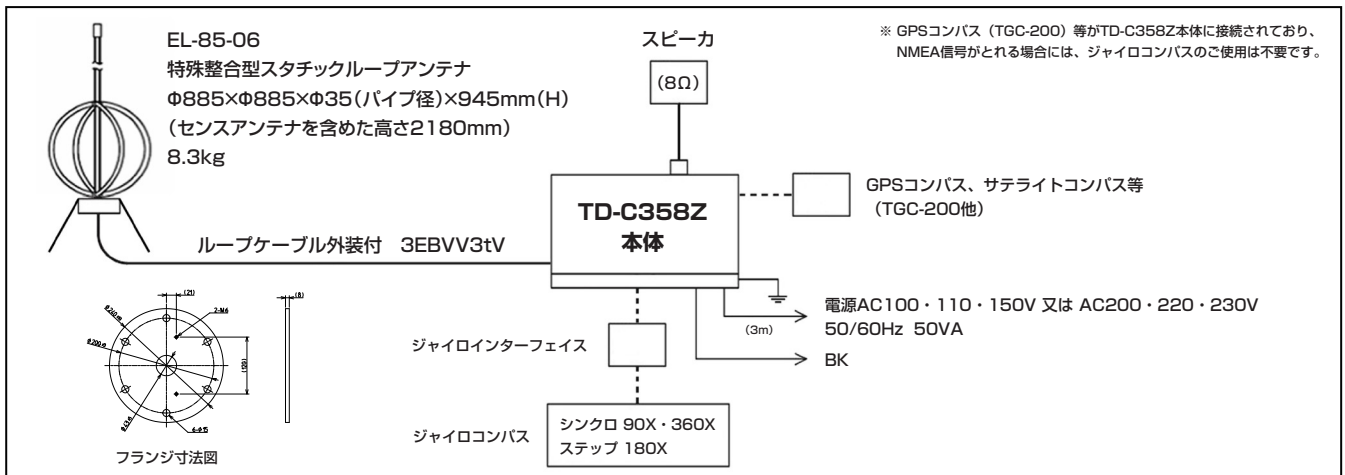 EL-85-06
特殊整合型スタチックループアンテナ
Φ885×Φ885×Φ35(パイプ径)×945mm(H)
(センスアンテナを含めた高さ2180mm)
8.3kg
スピーカ
(8Ω)
※ GPSコンパス（TGC-200）等がTD-C358Z本体に接続されており、
NMEA信号がとれる場合には、ジャイロコンパスのご使用は不要です。
TD-C358Z
本体
GPSコンパス、サテライトコンパス等
（TGC-200他）
ループケーブル外装付　3EBVV3tV
電源AC100・110・150V 又は AC200・220・230V
50/60Hz 50VA
(3m)
BK
ジャイロインターフェイス
ジャイロコンパス
シンクロ 90X・360X
ステップ 180X
(21)
(6)
2-M6
(120)
フランジ寸法図